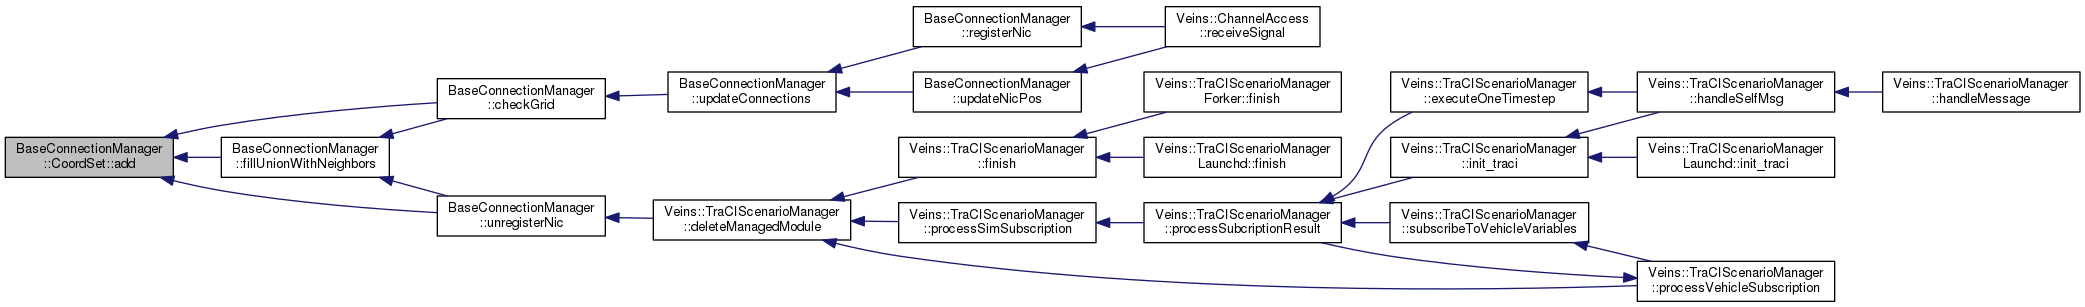 BaseConnectionManager
::CoordSet::add
BaseConnectionManager
::checkGrid
BaseConnectionManager
::fillUnionWithNeighbors
BaseConnectionManager
::unregisterNic
BaseConnectionManager
::updateConnections
BaseConnectionManager
::registerNic
BaseConnectionManager
::updateNicPos
Veins::ChannelAccess
::receiveSignal
Veins::TraCIScenarioManager
::deleteManagedModule
Veins::TraCIScenarioManager
::finish
Veins::TraCIScenarioManager
Forker::finish
Veins::TraCIScenarioManager
Launchd::finish
Veins::TraCIScenarioManager
::processSimSubscription
Veins::TraCIScenarioManager
::processSubcriptionResult
Veins::TraCIScenarioManager
::executeOneTimestep
Veins::TraCIScenarioManager
::init_traci
Veins::TraCIScenarioManager
::subscribeToVehicleVariables
Veins::TraCIScenarioManager
::handleSelfMsg
Veins::TraCIScenarioManager
::handleMessage
Veins::TraCIScenarioManager
Launchd::init_traci
Veins::TraCIScenarioManager
::processVehicleSubscription